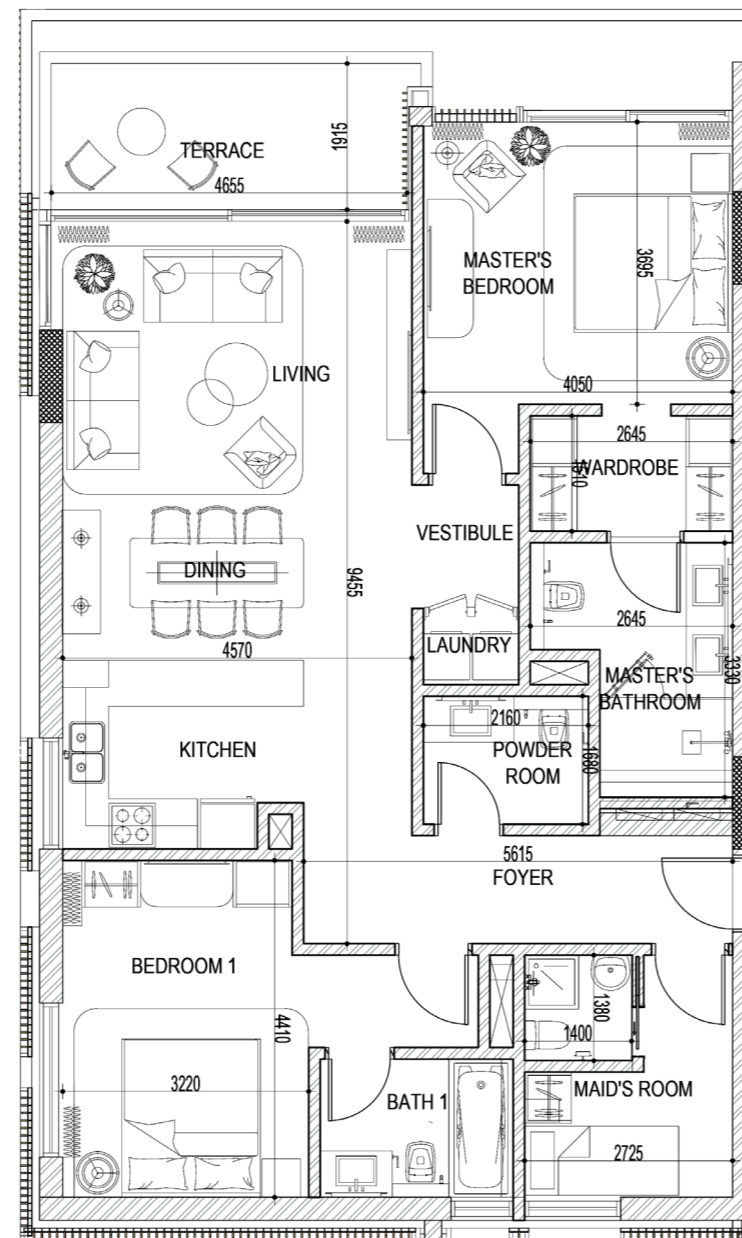 1915
TERRACE
4655
MASTER'S
BEDROOM
3695
LIVING
4050
2645
WARDROBE
1510
VESTIBULE
DINING
9455
2645
4570
LAUNDRY
MASTER'S
BATHROOM
3330
2160
KITCHEN
POWDER
ROOM
1680
5615
FOYER
BEDROOM 1
4410
1380
1400
3220
BATH 1
MAID'S ROOM
2725